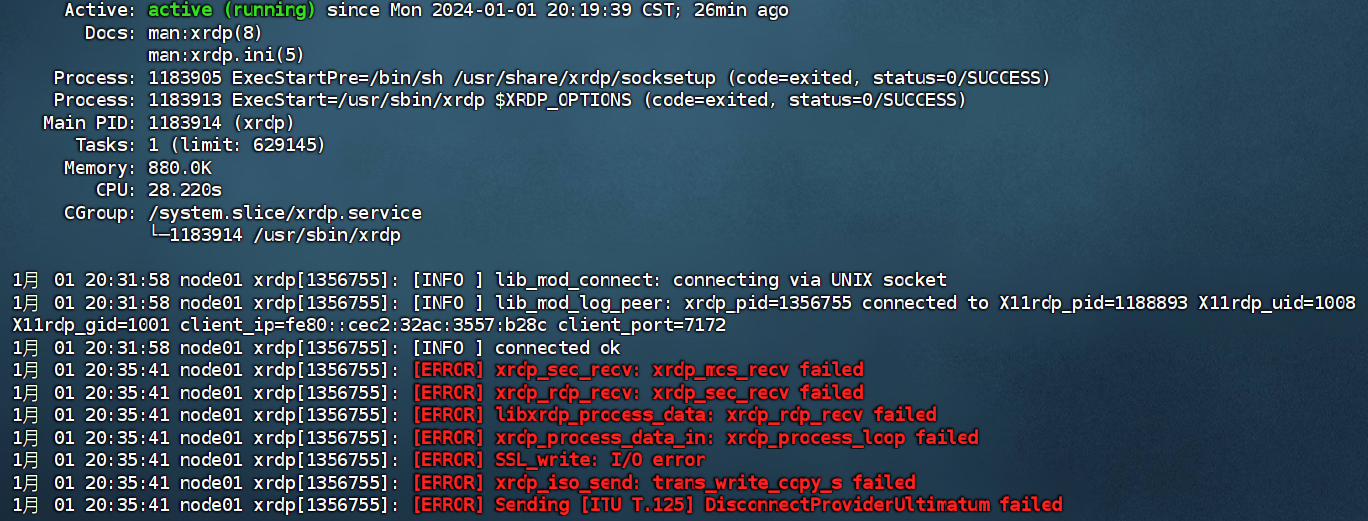 Active: active (running) since Mon 2024-01-01 20:19:39 CST; 26min ago
Docs: man:xrdp(8)
man:xrdp.ini(5)
Process: 1183905 ExecStartPre=/bin/sh /usr/share/xrdp/socksetup (code=exited, status=0/SUCCESS)
Process: 1183913 ExecStart=/usr/sbin/xrdp $XRDP_OPTIONS (code=exited, status=0/SUCCESS)
Main PID: 1183914 (xrdp)
Tasks: 1 (limit: 629145)
Memory: 880.0K
CPU: 28.220s
CGroup: /system.slice/xrdp.service
└─1183914 /usr/sbin/xrdp
1月 01 20:31:58 node01 xrdp[1356755]: [INFO ] lib_mod_connect: connecting via UNIX socket
1月 01 20:31:58 node01 xrdp[1356755]: [INFO ] lib_mod_log_peer: xrdp_pid=1356755 connected to X11rdp_pid=1188893 X11rdp_uid=1008
X11rdp_gid=1001 client_ip=fe80::cec2:32ac:3557:b28c client_port=7172
1月 01 20:31:58 node01 xrdp[1356755]: [INFO ] connected ok
1月 01 20:35:41 node01 xrdp[1356755]: [ERROR] xrdp_sec_recv: xrdp_mcs_recv failed
1月 01 20:35:41 node01 xrdp[1356755]: [ERROR] xrdp_rdp_recv: xrdp_sec_recv failed
1月 01 20:35:41 node01 xrdp[1356755]: [ERROR] libxrdp_process_data: xrdp_rdp_recv failed
1月 01 20:35:41 node01 xrdp[1356755]: [ERROR] xrdp_process_data_in: xrdp_process_loop failed
1月 01 20:35:41 node01 xrdp[1356755]: [ERROR] SSL_write: I/O error
1月 01 20:35:41 node01 xrdp[1356755]: [ERROR] xrdp_iso_send: trans_write_copy_s failed
1月 01 20:35:41 node01 xrdp[1356755]: [ERROR] Sending [ITU T.125] DisconnectProviderUltimatum failed